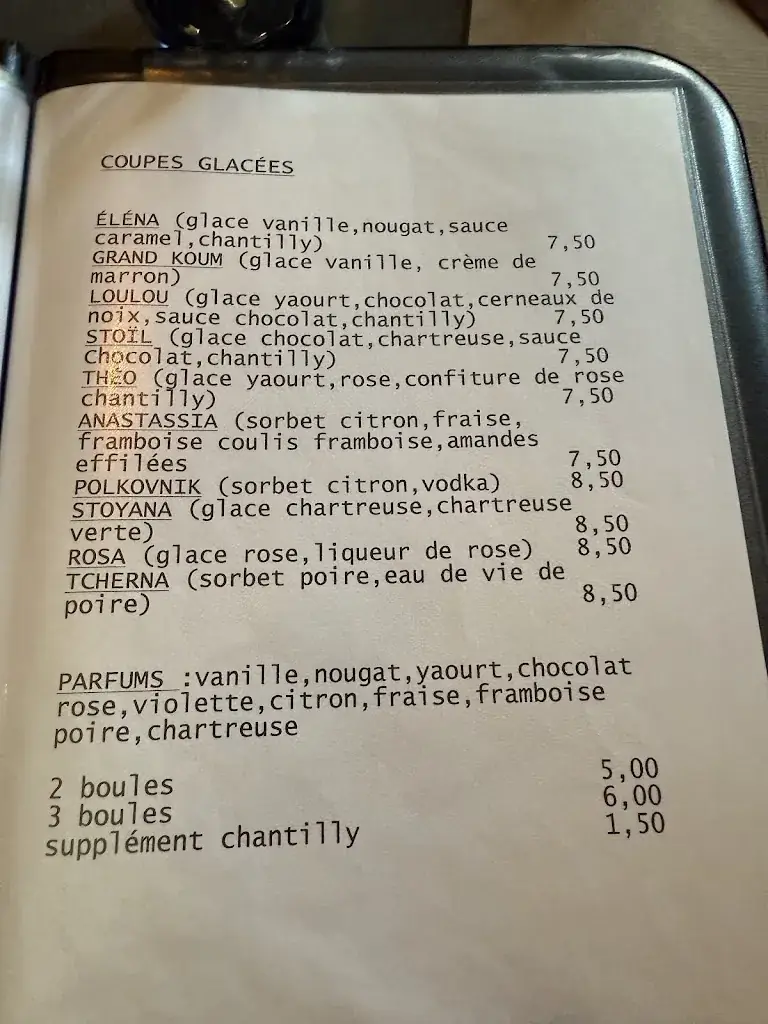 COUPES GLACÉES
ÉLÉNA (glace vanille,nougat,sauce
caramel,chantilly) 7,50
GRAND KOUM (glace vanille, crème de
marron) 7,50
LOULOU (glace yaourt,chocolat,cerneaux de
noix,sauce chocolat,chantilly) 7,50
STOÏL (glace chocolat,chartreuse,sauce
chocolat,chantilly) 7,50
THÉO (glace yaourt,rose,confiture de rose
chantilly) 7,50
ANASTASSIA (sorbet citron,fraise,
framboise coulis framboise,amandes
effilées 7,50
POLKOVNIK (sorbet citron,vodka) 8,50
STOYANA (glace chartreuse,chartreuse
verte) 8,50
ROSA (glace rose,liqueur de rose) 8,50
TCHERNA (sorbet poire,eau de vie de
poire) 8,50
PARFUMS :vanille,nougat,yaourt,chocolat
rose,violette,citron,fraise,framboise
poire,chartreuse
2 boules 5,00
3 boules 6,00
supplément chantilly 1,50